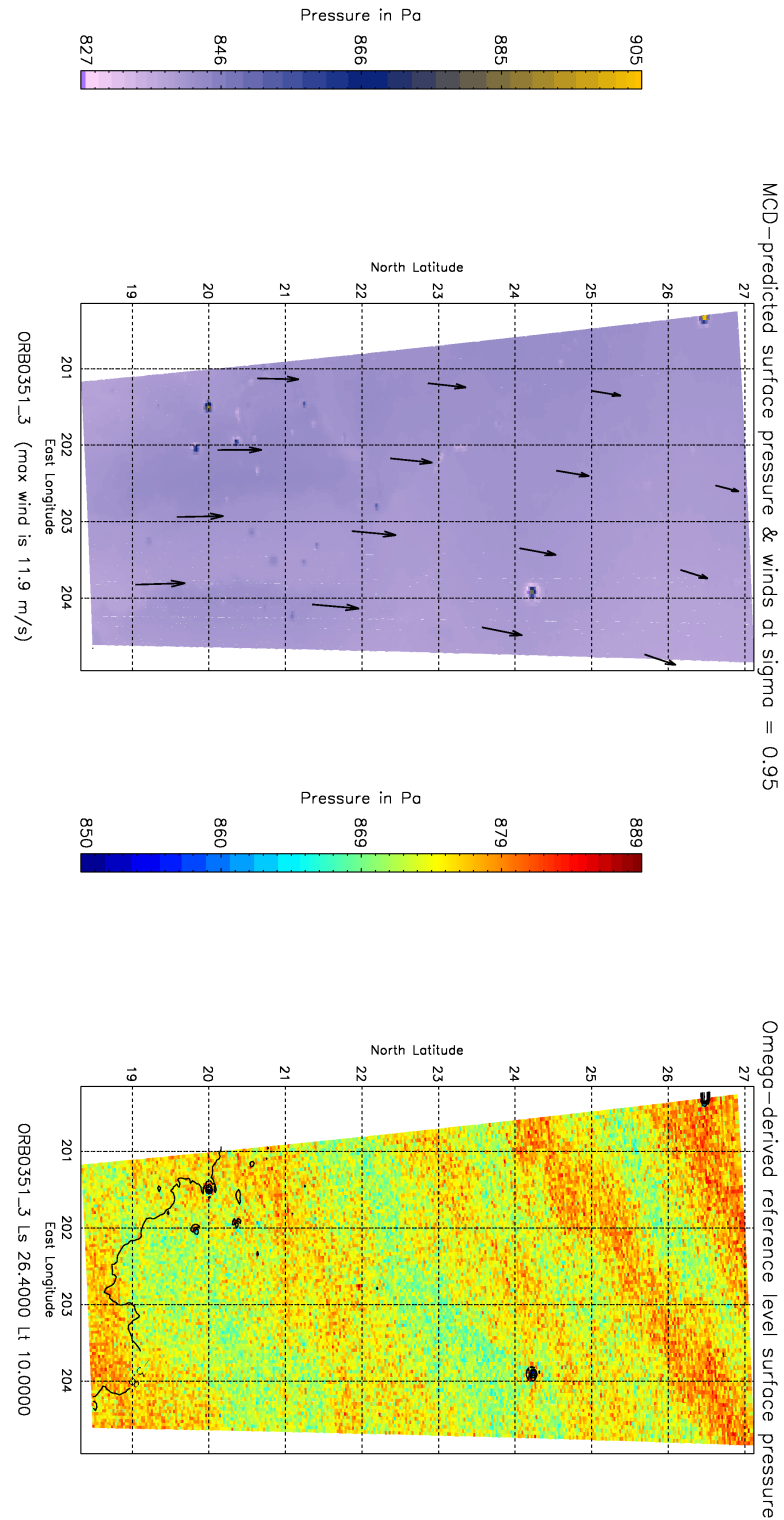 MCD-predicted surface pressure & winds at sigma = 0.95
Pressure in Pa
827 846 866 885 905
North Latitude
19 20 21 22 23 24 25 26 27
201 202 203 204
East Longitude
ORB0351_3 (max wind is 11.9 m/s)
Omega-derived reference level surface pressure
Pressure in Pa
850 860 869 879 889
North Latitude
19 20 21 22 23 24 25 26 27
201 202 203 204
East Longitude
ORB0351_3 Ls 26.4000 Lt 10.0000